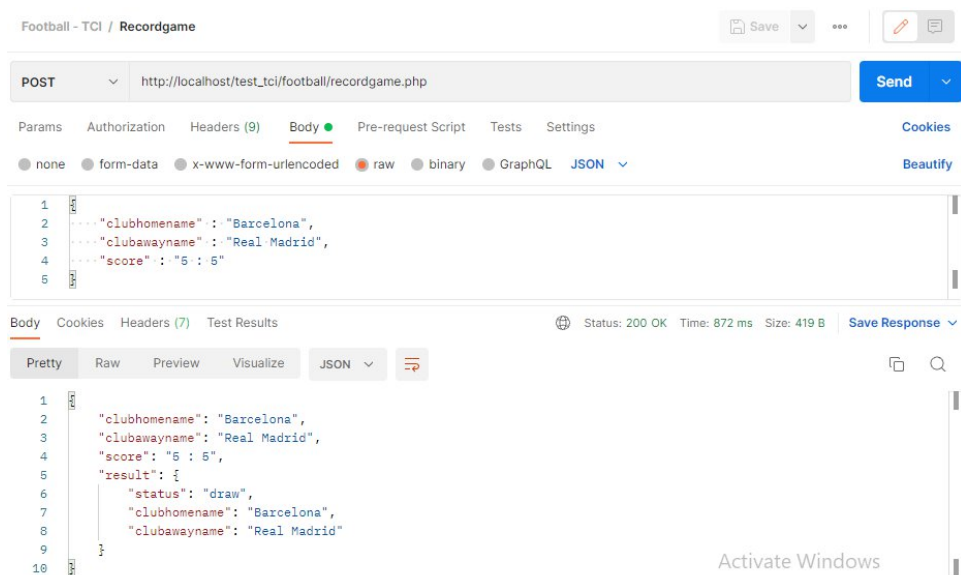 Football - TCI / Recordgame
Save
POST http://localhost/test_tci/football/recordgame.php Send
Params Authorization Headers (9) Body Pre-request Script Tests Settings Cookies
none form-data x-www-form-urlencoded raw binary GraphQL JSON Beautify
1 {
2 "clubhomename" : "Barcelona",
3 "clubawayname" : "Real Madrid",
4 "score" : "5 : 5"
5 }
Body Cookies Headers (7) Test Results Status: 200 OK Time: 872 ms Size: 419 B Save Response
Pretty Raw Preview Visualize JSON
1 {
2 "clubhomename": "Barcelona",
3 "clubawayname": "Real Madrid",
4 "score": "5 : 5",
5 "result": {
6 "status": "draw",
7 "clubhomename": "Barcelona",
8 "clubawayname": "Real Madrid"
9 }
10 }
Activate Windows